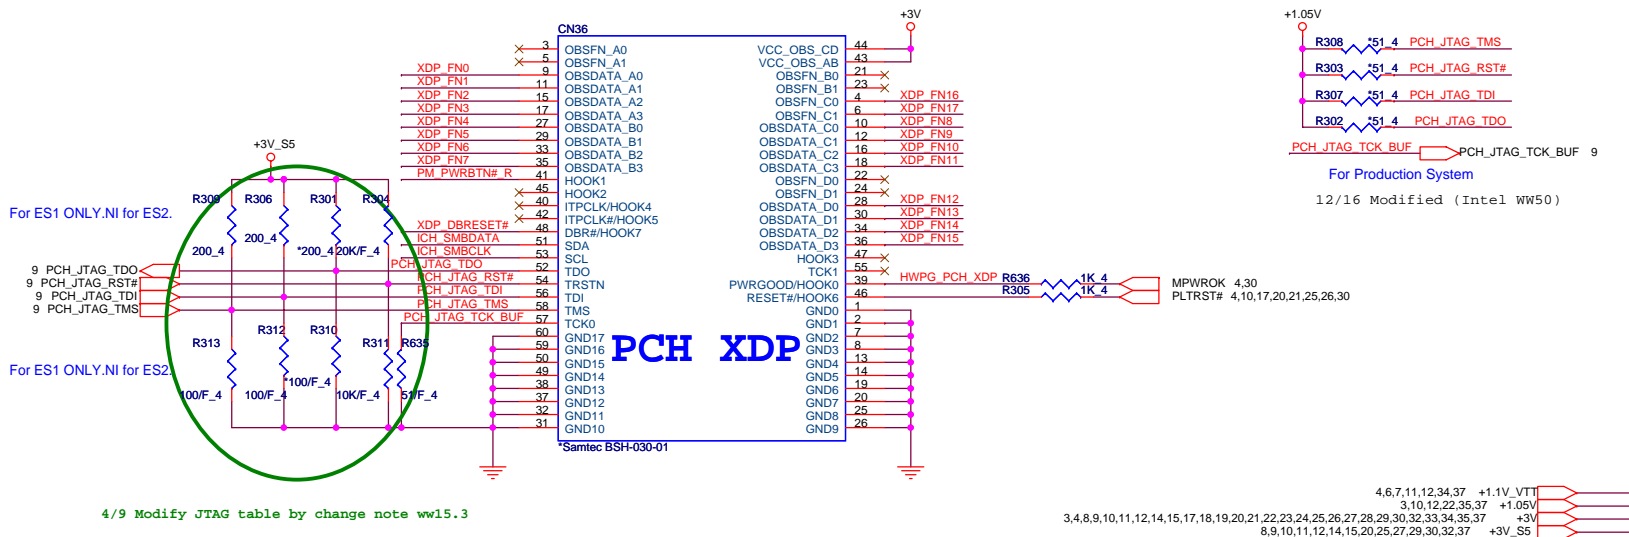 CN36
+3V
+1.05V
3 OBSFN_A0 VCC_OBS_CD 44
5 OBSFN_A1 VCC_OBS_AB 43
XDP_FN0 9 OBSDATA_A0 OBSFN_B0 21
XDP_FN1 11 OBSDATA_A1 OBSFN_B1 23
XDP_FN2 15 OBSDATA_A2 OBSFN_C0 4 XDP_FN16
XDP_FN3 17 OBSDATA_A3 OBSFN_C1 6 XDP_FN17
XDP_FN4 27 OBSDATA_B0 OBSDATA_C0 10 XDP_FN8
XDP_FN5 29 OBSDATA_B1 OBSDATA_C1 12 XDP_FN9
XDP_FN6 33 OBSDATA_B2 OBSDATA_C2 16 XDP_FN10
XDP_FN7 35 OBSDATA_B3 OBSDATA_C3 18 XDP_FN11
PM_PWRBTN#_R 41 HOOK1 OBSFN_D0 22
45 HOOK2 OBSFN_D1 24
40 ITPCLK/HOOK4 OBSDATA_D0 28 XDP_FN12
42 ITPCLK#/HOOK5 OBSDATA_D1 30 XDP_FN13
XDP_DBRESET# 48 DBR#/HOOK7 OBSDATA_D2 34 XDP_FN14
ICH_SMBDATA 51 SDA OBSDATA_D3 36 XDP_FN15
ICH_SMBCLK 53 SCL HOOK3 47
PCH_JTAG_TDO 52 TDO TCK1 55
PCH_JTAG_RST# 54 TRSTN PWRGOOD/HOOK0 39 HWPG_PCH_XDP R636 1K_4 MPWROK 4,30
PCH_JTAG_TDI 56 TDI RESET#/HOOK6 46 R305 1K_4 PLTRST# 4,10,17,20,21,25,26,30
PCH_JTAG_TMS 58 TMS GND0 1
PCH_JTAG_TCK_BUF 57 TCK0 GND1 2
60 GND17 GND2 7
59 GND16 GND3 8
50 GND15 GND4 13
49 GND14 GND5 14
38 GND13 GND6 19
37 GND12 GND7 20
32 GND11 GND8 25
31 GND10 GND9 26
PCH XDP
*Samtec BSH-030-01
+3V_S5
R309 R306 R301 R304
For ES1 ONLY.NI for ES2.
200_4 200_4 *200_4 20K/F_4
9 PCH_JTAG_TDO
9 PCH_JTAG_RST#
9 PCH_JTAG_TDI
9 PCH_JTAG_TMS
R313 R312 R310 R311 R635
For ES1 ONLY.NI for ES2.
100/F_4 100/F_4 *100/F_4 10K/F_4 51/F_4
4/9 Modify JTAG table by change note ww15.3
R308 *51_4 PCH_JTAG_TMS
R303 *51_4 PCH_JTAG_RST#
R307 *51_4 PCH_JTAG_TDI
R302 *51_4 PCH_JTAG_TDO
PCH_JTAG_TCK_BUF PCH_JTAG_TCK_BUF 9
For Production System
12/16 Modified (Intel WW50)
4,6,7,11,12,34,37 +1.1V_VTT
3,10,12,22,35,37 +1.05V
3,4,8,9,10,11,12,14,15,17,18,19,20,21,22,23,24,25,26,27,28,29,30,32,33,34,35,37 +3V
8,9,10,11,12,14,15,20,25,27,29,30,32,37 +3V_S5